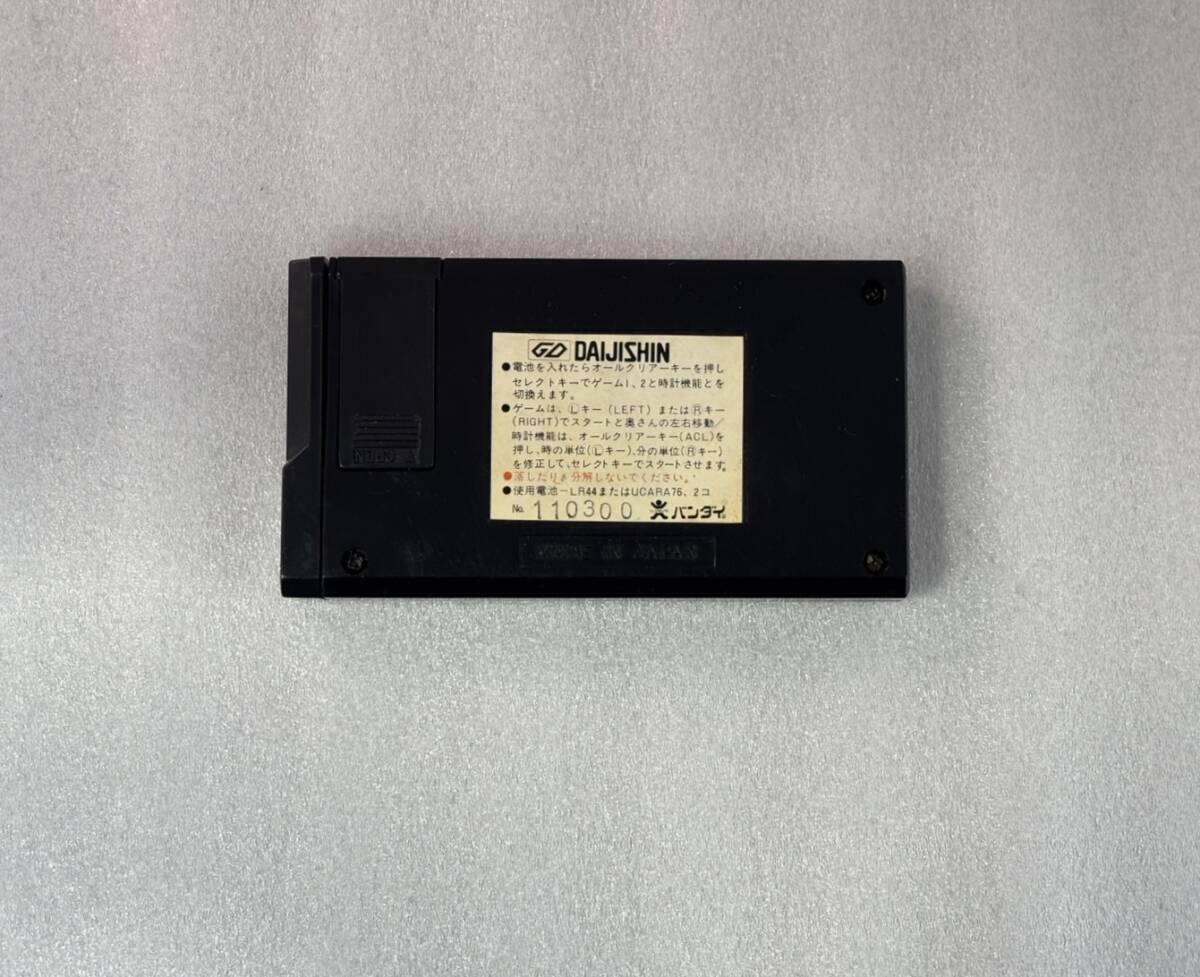 GD DAIJISHIN
●電池を入れたらオールクリアーキーを押し
セレクトキーでゲーム1、2と時計機能とを
切換えます。
●ゲームは、Ⓛキー(LEFT)またはⓇキー
(RIGHT)でスタートと奥さんの左右移動/
時計機能は、オールクリアーキー(ACL)を
押し、時の単位(Ⓛキー)、分の単位(Ⓡキー)
を修正して、セレクトキーでスタートさせます。
●落したり 分解しないでください。
●使用電池-LR44またはUCARA76、2コ
No. 110300 バンダイ
MADE IN JAPAN